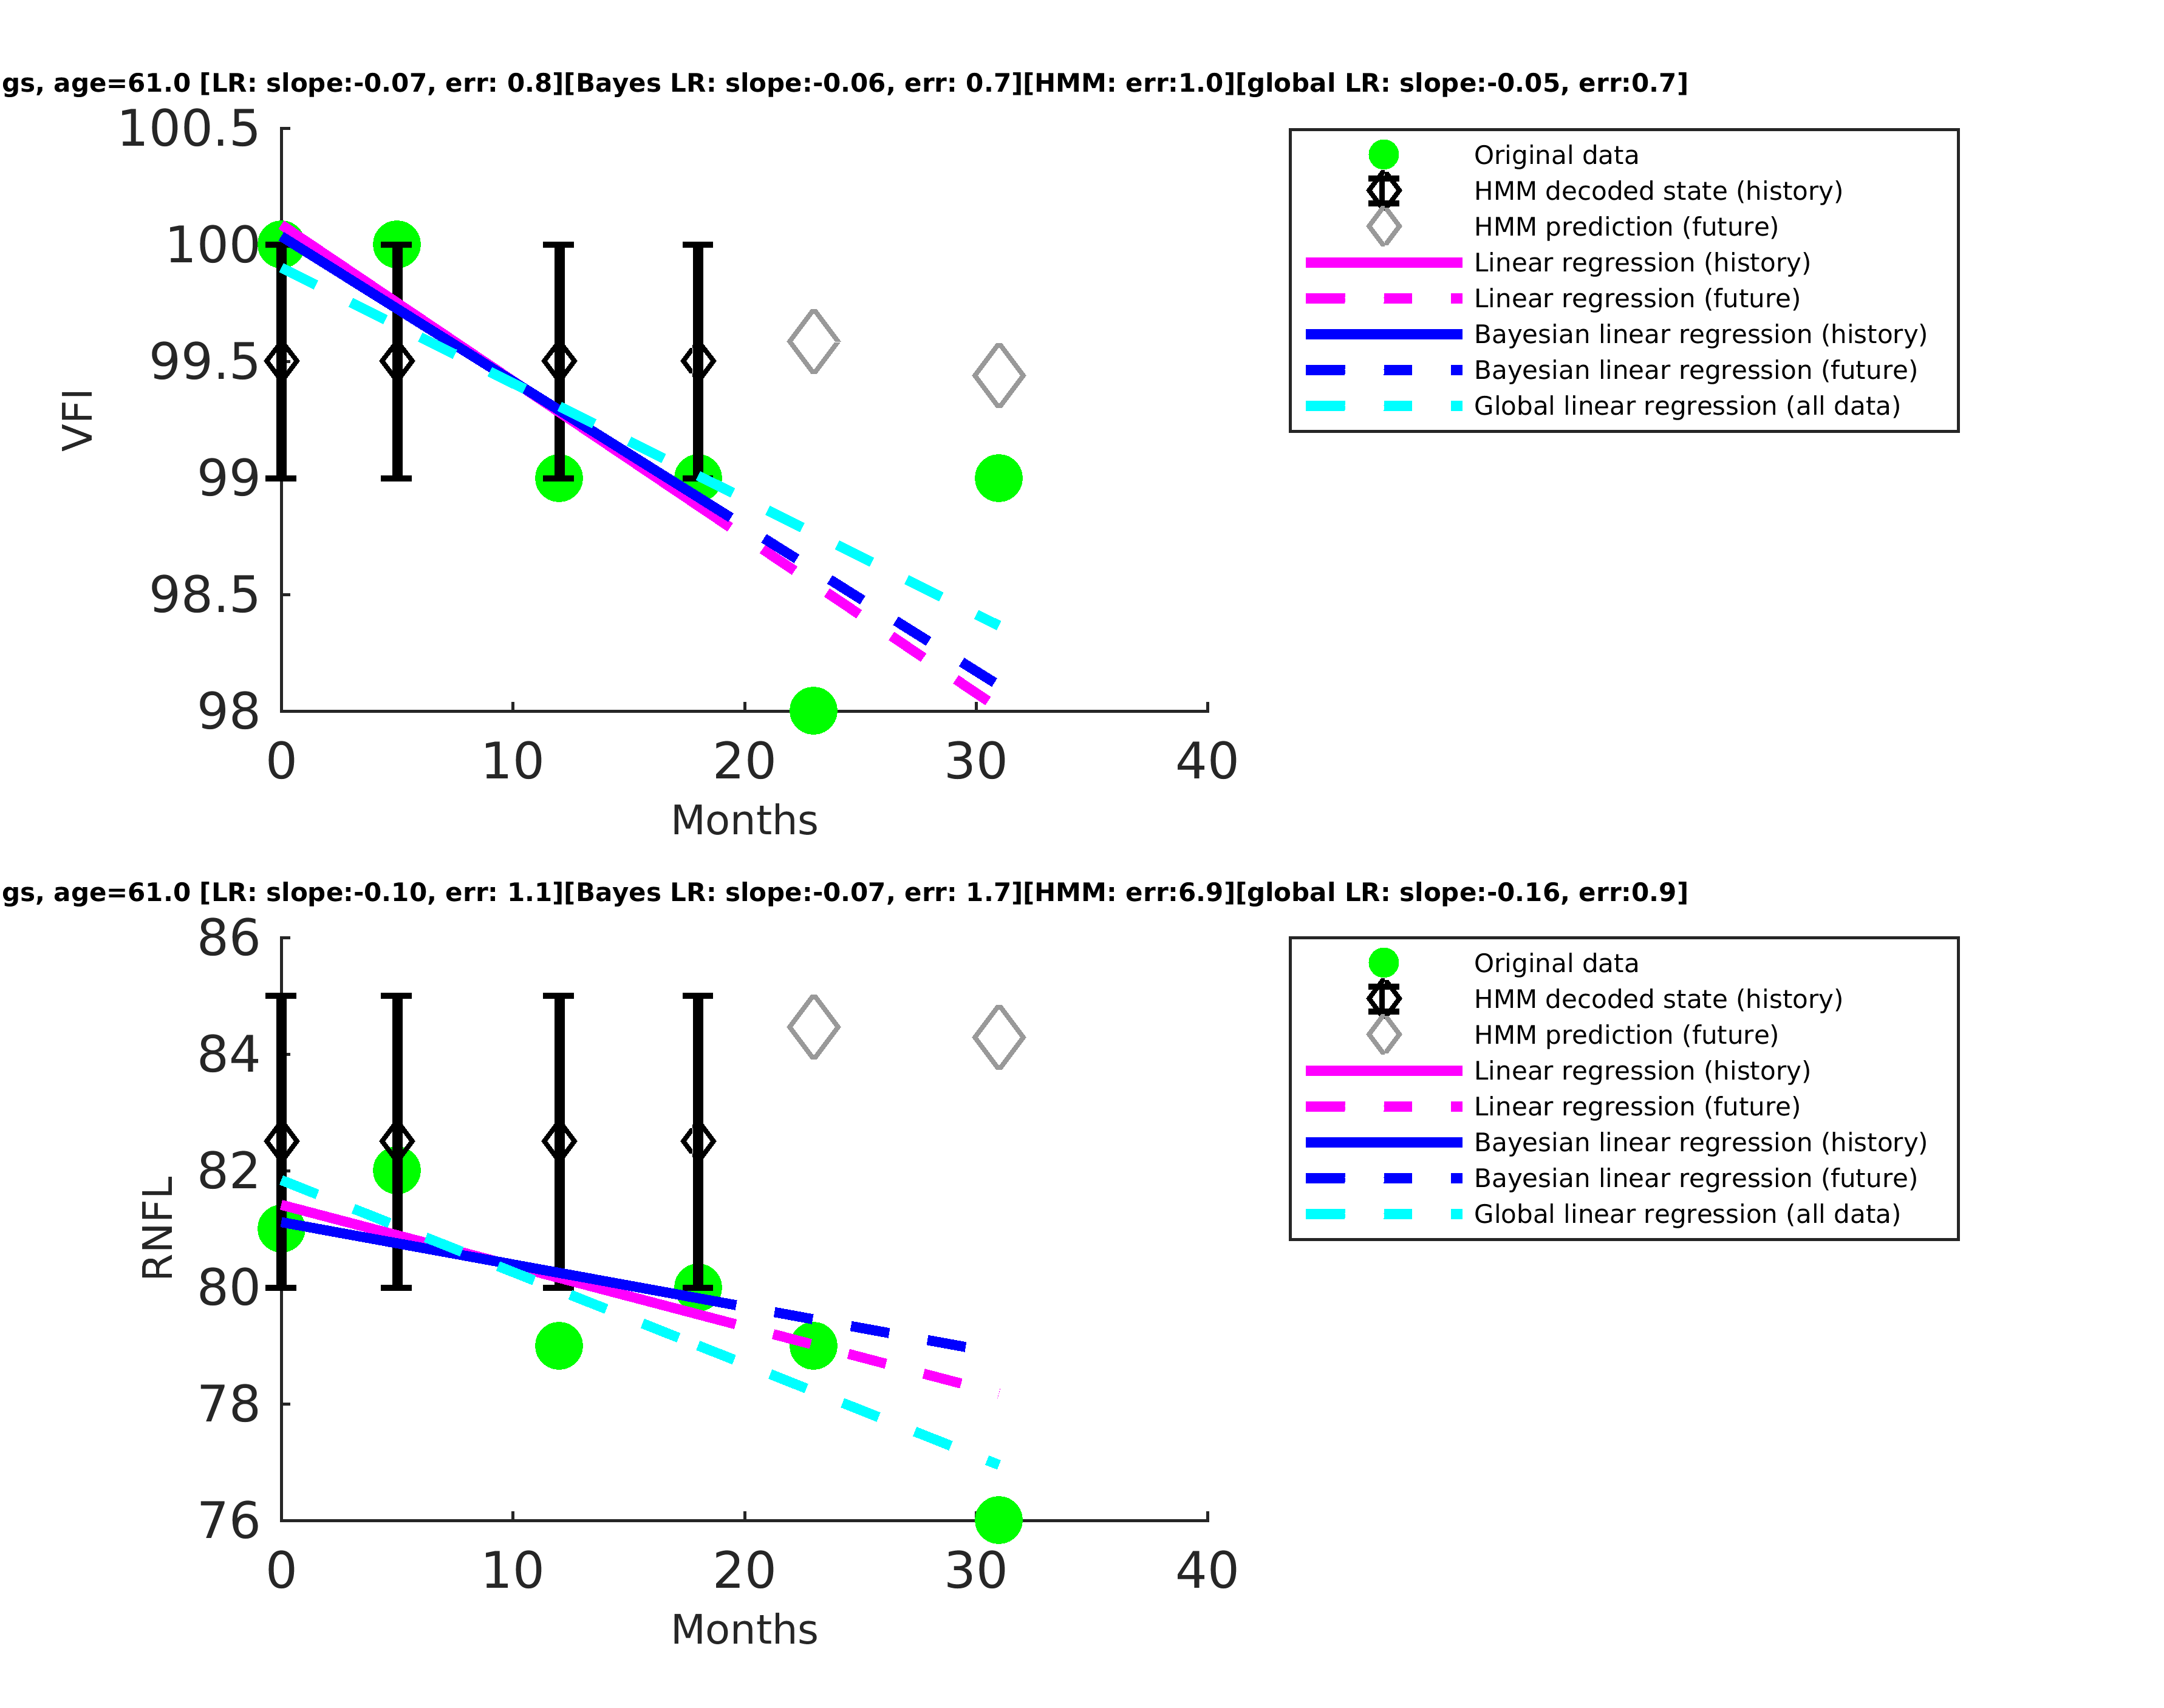 gs, age=61.0 [LR: slope:-0.07, err: 0.8][Bayes LR: slope:-0.06, err: 0.7][HMM: err:1.0][global LR: slope:-0.05, err:0.7]
100.5
100
99.5
99
98.5
98
VFI
0 10 20 30 40
Months
Original data
HMM decoded state (history)
HMM prediction (future)
Linear regression (history)
Linear regression (future)
Bayesian linear regression (history)
Bayesian linear regression (future)
Global linear regression (all data)
gs, age=61.0 [LR: slope:-0.10, err: 1.1][Bayes LR: slope:-0.07, err: 1.7][HMM: err:6.9][global LR: slope:-0.16, err:0.9]
86
84
82
80
78
76
RNFL
0 10 20 30 40
Months
Original data
HMM decoded state (history)
HMM prediction (future)
Linear regression (history)
Linear regression (future)
Bayesian linear regression (history)
Bayesian linear regression (future)
Global linear regression (all data)